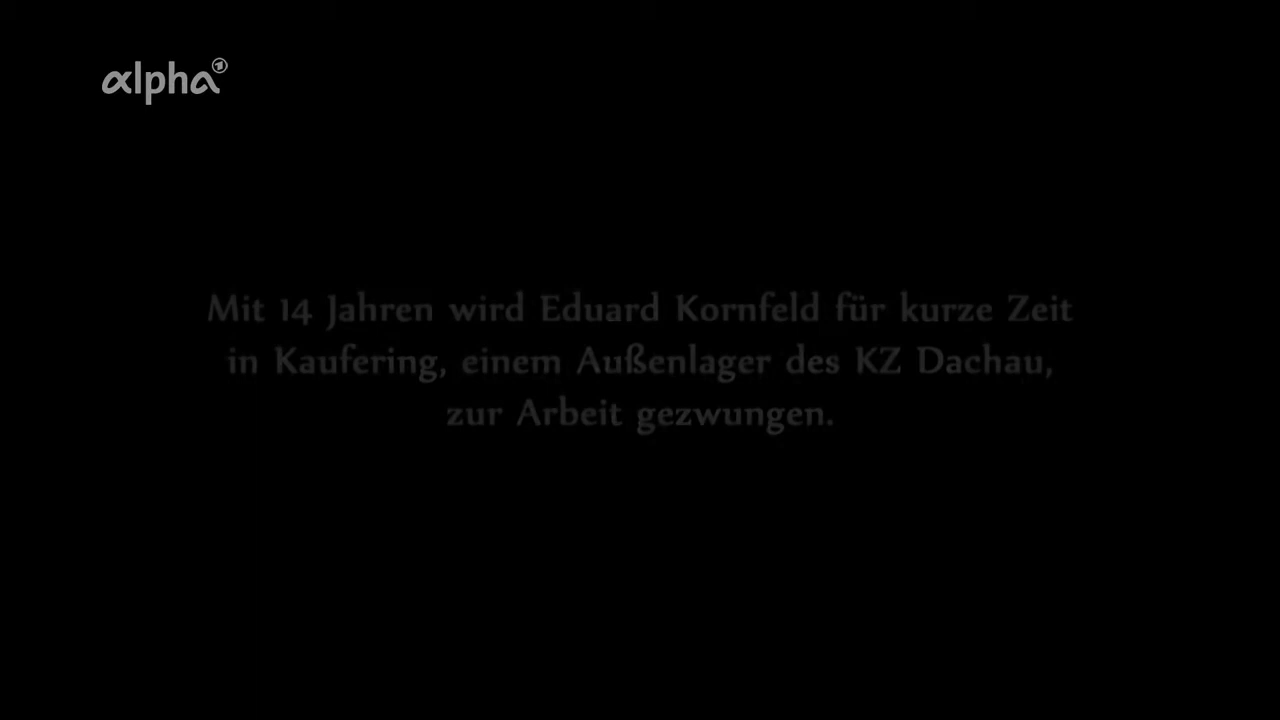 alpha
Mit 14 Jahren wird Eduard Kornfeld für kurze Zeit
in Kaufering, einem Außenlager des KZ Dachau,
zur Arbeit gezwungen.